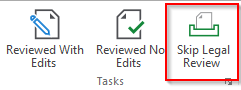 Reviewed With Edits
Reviewed No Edits
Skip Legal Review
Tasks